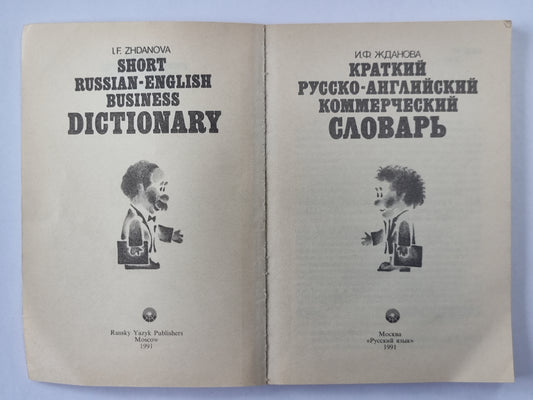 I.F. ZHDANOVA
SHORT
RUSSIAN-ENGLISH
BUSINESS
DICTIONARY
Russky Yazyk Publishers
Moscow
1991
И.Ф. ЖДАНОВА
КРАТКИЙ
РУССКО-АНГЛИЙСКИЙ
КОММЕРЧЕСКИЙ
СЛОВАРЬ
Москва
«Русский язык»
1991